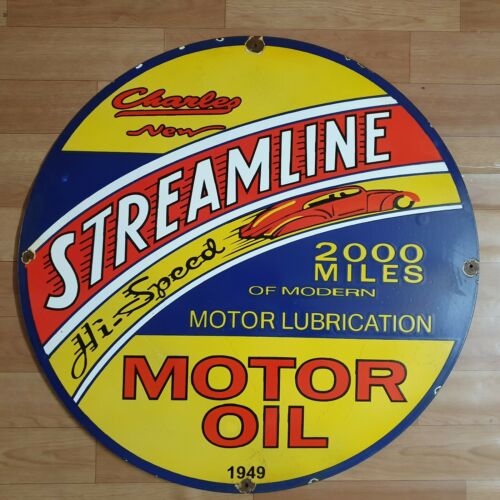 Charles
New
STREAMLINE
Hi-Speed
2000
MILES
OF MODERN
MOTOR LUBRICATION
MOTOR
OIL
1949